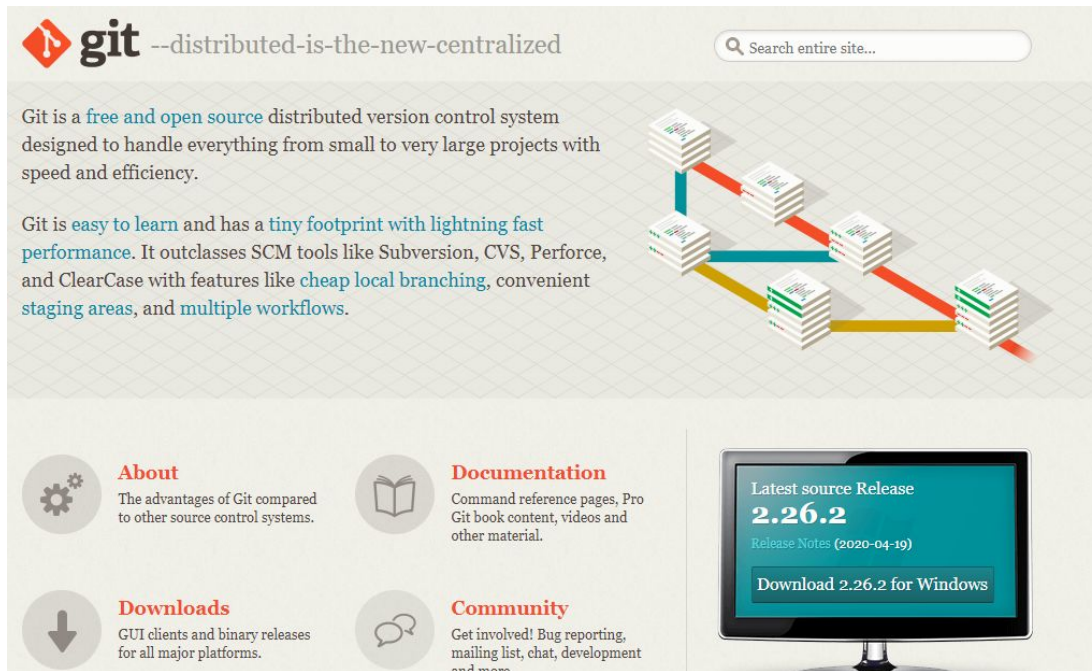 git --distributed-is-the-new-centralized
Search entire site...
Git is a free and open source distributed version control system
designed to handle everything from small to very large projects with
speed and efficiency.
Git is easy to learn and has a tiny footprint with lightning fast
performance. It outclasses SCM tools like Subversion, CVS, Perforce,
and ClearCase with features like cheap local branching, convenient
staging areas, and multiple workflows.
About
The advantages of Git compared
to other source control systems.
Documentation
Command reference pages, Pro
Git book content, videos and
other material.
Downloads
GUI clients and binary releases
for all major platforms.
Community
Get involved! Bug reporting,
mailing list, chat, development
and more
Latest source Release
2.26.2
Release Notes (2020-04-19)
Download 2.26.2 for Windows